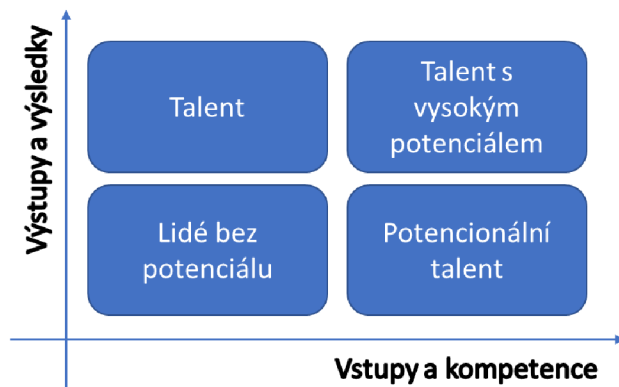 Výstupy a výsledky
Talent
Talent s
vysokým
potenciálem
Lidé bez
potenciálu
Potencionální
talent
Vstupy a kompetence